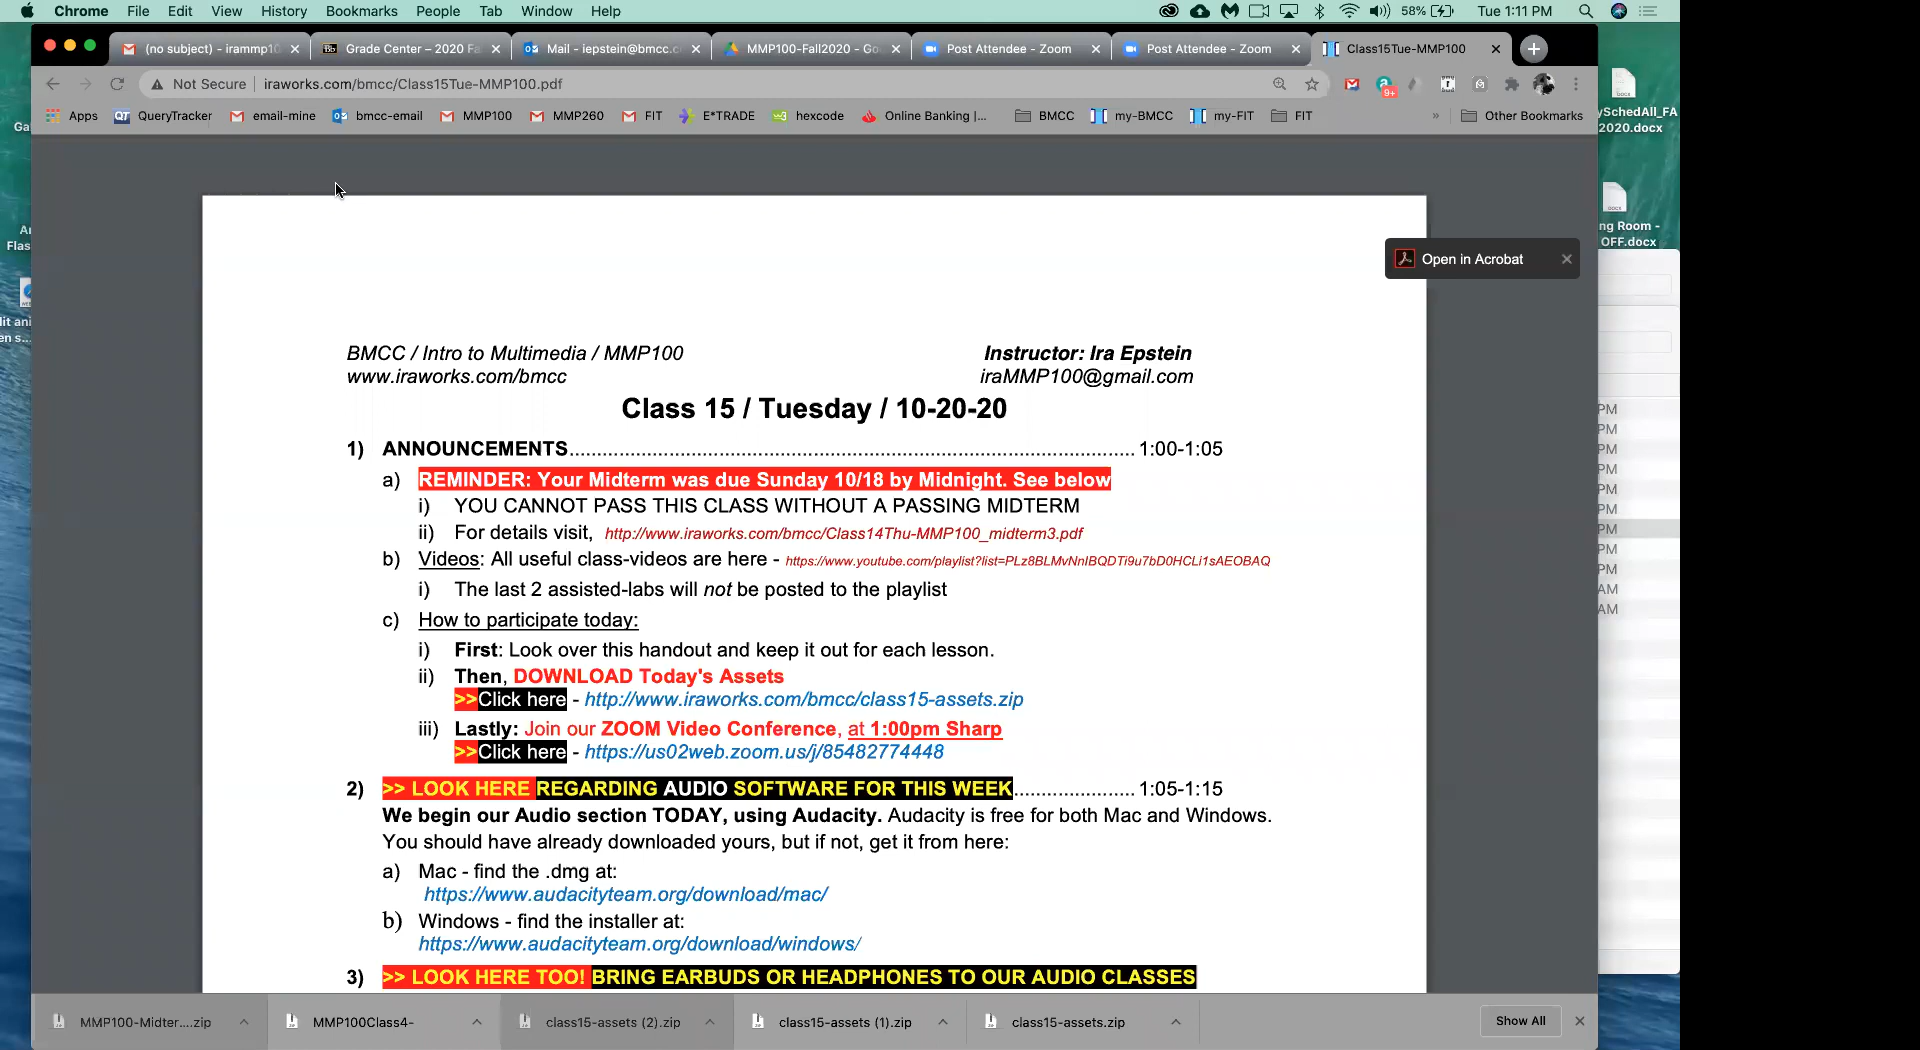 Chrome File Edit View History Bookmarks People Tab Window Help 58% Tue 1:11 PM
(no subject) - irammp10 Grade Center – 2020 Fa Mail - iepstein@bmcc.c MMP100-Fall2020 - Go Post Attendee - Zoom Post Attendee - Zoom Class15Tue-MMP100
Not Secure iraworks.com/bmcc/Class15Tue-MMP100.pdf 9+
Apps QueryTracker email-mine bmcc-email MMP100 MMP260 FIT E*TRADE hexcode Online Banking |... BMCC my-BMCC my-FIT FIT » Other Bookmarks
ySchedAll_FA
2020.docx
ng Room -
OFF.docx
Open in Acrobat
BMCC / Intro to Multimedia / MMP100 Instructor: Ira Epstein
www.iraworks.com/bmcc iraMMP100@gmail.com
Class 15 / Tuesday / 10-20-20
1) ANNOUNCEMENTS.................... 1:00-1:05
a) REMINDER: Your Midterm was due Sunday 10/18 by Midnight. See below
i) YOU CANNOT PASS THIS CLASS WITHOUT A PASSING MIDTERM
ii) For details visit, http://www.iraworks.com/bmcc/Class14Thu-MMP100_midterm3.pdf
b) Videos: All useful class-videos are here - https://www.youtube.com/playlist?list=PLz8BLMvNnIBQDTi9u7bD0HCLi1sAEOBAQ
i) The last 2 assisted-labs will not be posted to the playlist
c) How to participate today:
i) First: Look over this handout and keep it out for each lesson.
ii) Then, DOWNLOAD Today's Assets
>>Click here - http://www.iraworks.com/bmcc/class15-assets.zip
iii) Lastly: Join our ZOOM Video Conference, at 1:00pm Sharp
>>Click here - https://us02web.zoom.us/j/85482774448
2) >> LOOK HERE REGARDING AUDIO SOFTWARE FOR THIS WEEK..................... 1:05-1:15
We begin our Audio section TODAY, using Audacity. Audacity is free for both Mac and Windows.
You should have already downloaded yours, but if not, get it from here:
a) Mac - find the .dmg at:
https://www.audacityteam.org/download/mac/
b) Windows - find the installer at:
https://www.audacityteam.org/download/windows/
3) >> LOOK HERE TOO! BRING EARBUDS OR HEADPHONES TO OUR AUDIO CLASSES
MMP100-Midter....zip MMP100Class4- class15-assets (2).zip class15-assets (1).zip class15-assets.zip Show All